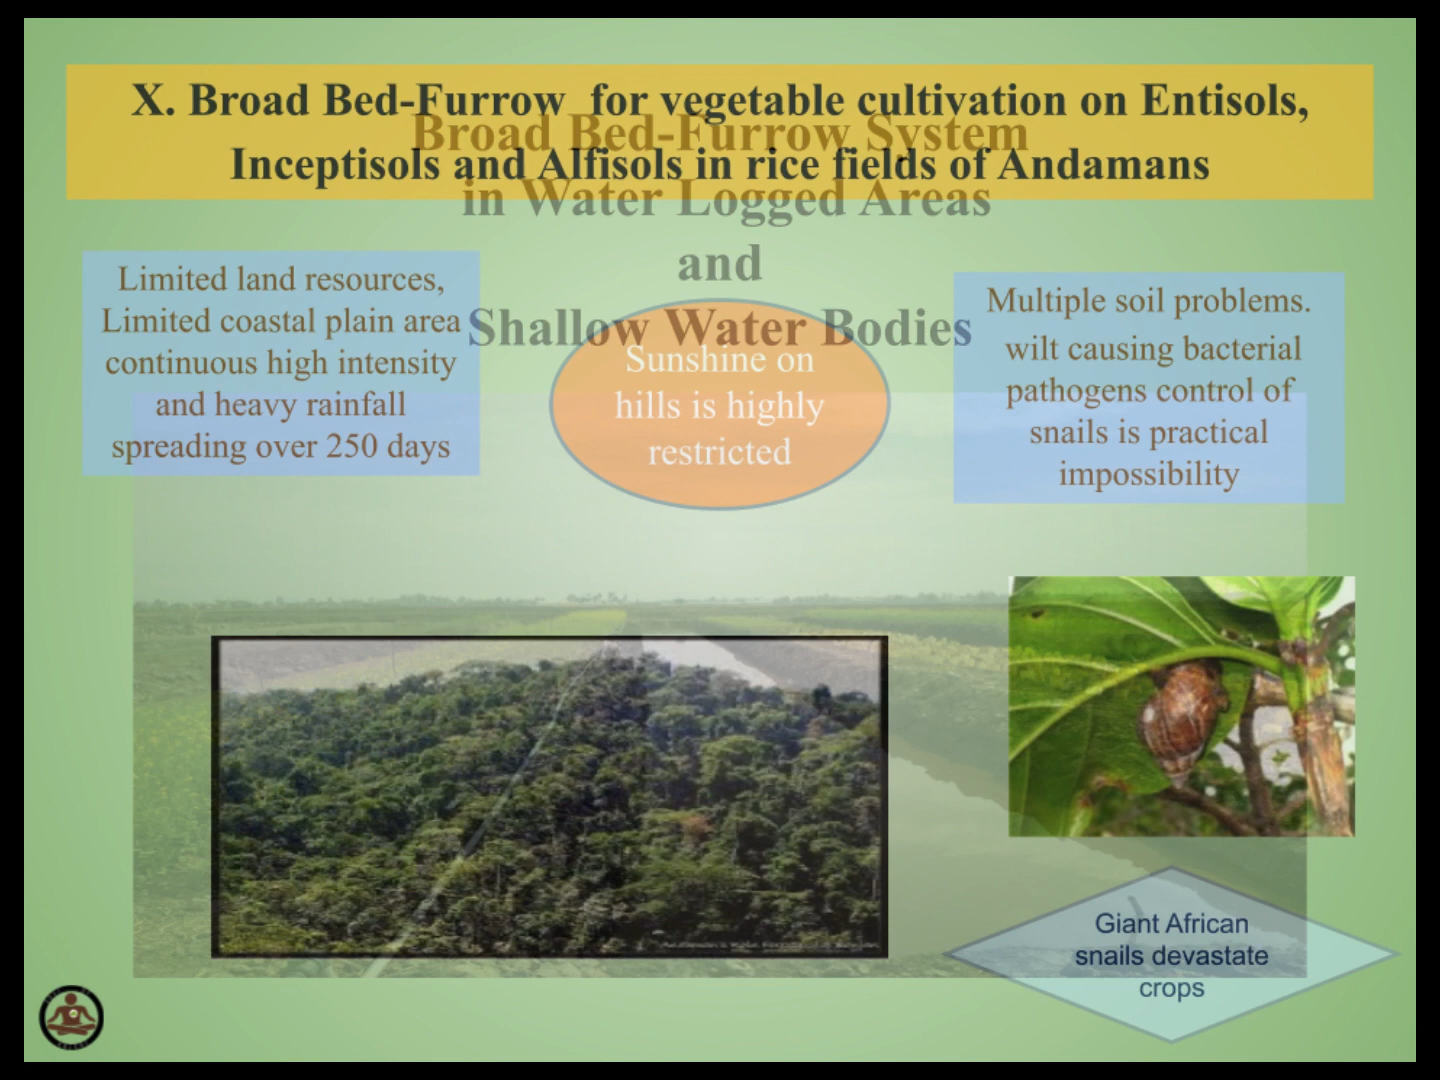 X. Broad Bed-Furrow for vegetable cultivation on Entisols,
Inceptisols and Alfisols in rice fields of Andamans
Broad Bed-Furrow System
in Water Logged Areas
and
Shallow Water Bodies
Limited land resources,
Limited coastal plain area
continuous high intensity
and heavy rainfall
spreading over 250 days
Sunshine on
hills is highly
restricted
Multiple soil problems.
wilt causing bacterial
pathogens control of
snails is practical
impossibility
Giant African
snails devastate
crops